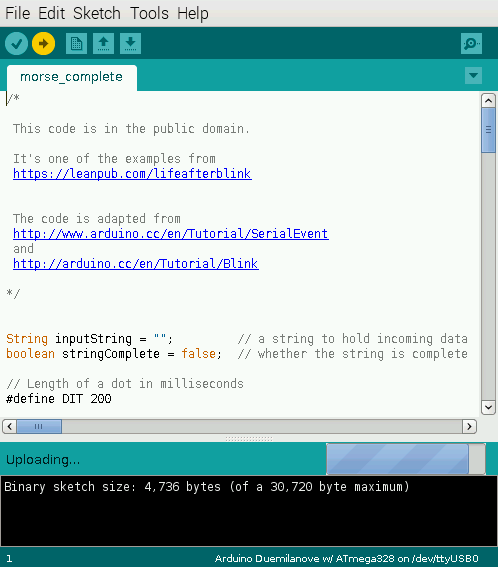 File Edit Sketch Tools Help
morse_complete
/*
This code is in the public domain.
It's one of the examples from
https://leanpub.com/lifeafterblink
The code is adapted from
http://www.arduino.cc/en/Tutorial/SerialEvent
and
http://arduino.cc/en/Tutorial/Blink
*/
String inputString = "";         // a string to hold incoming data
boolean stringComplete = false;  // whether the string is complete
// Length of a dot in milliseconds
#define DIT 200
Uploading...
Binary sketch size: 4,736 bytes (of a 30,720 byte maximum)
1 Arduino Duemilanove w/ ATmega328 on /dev/ttyUSB0